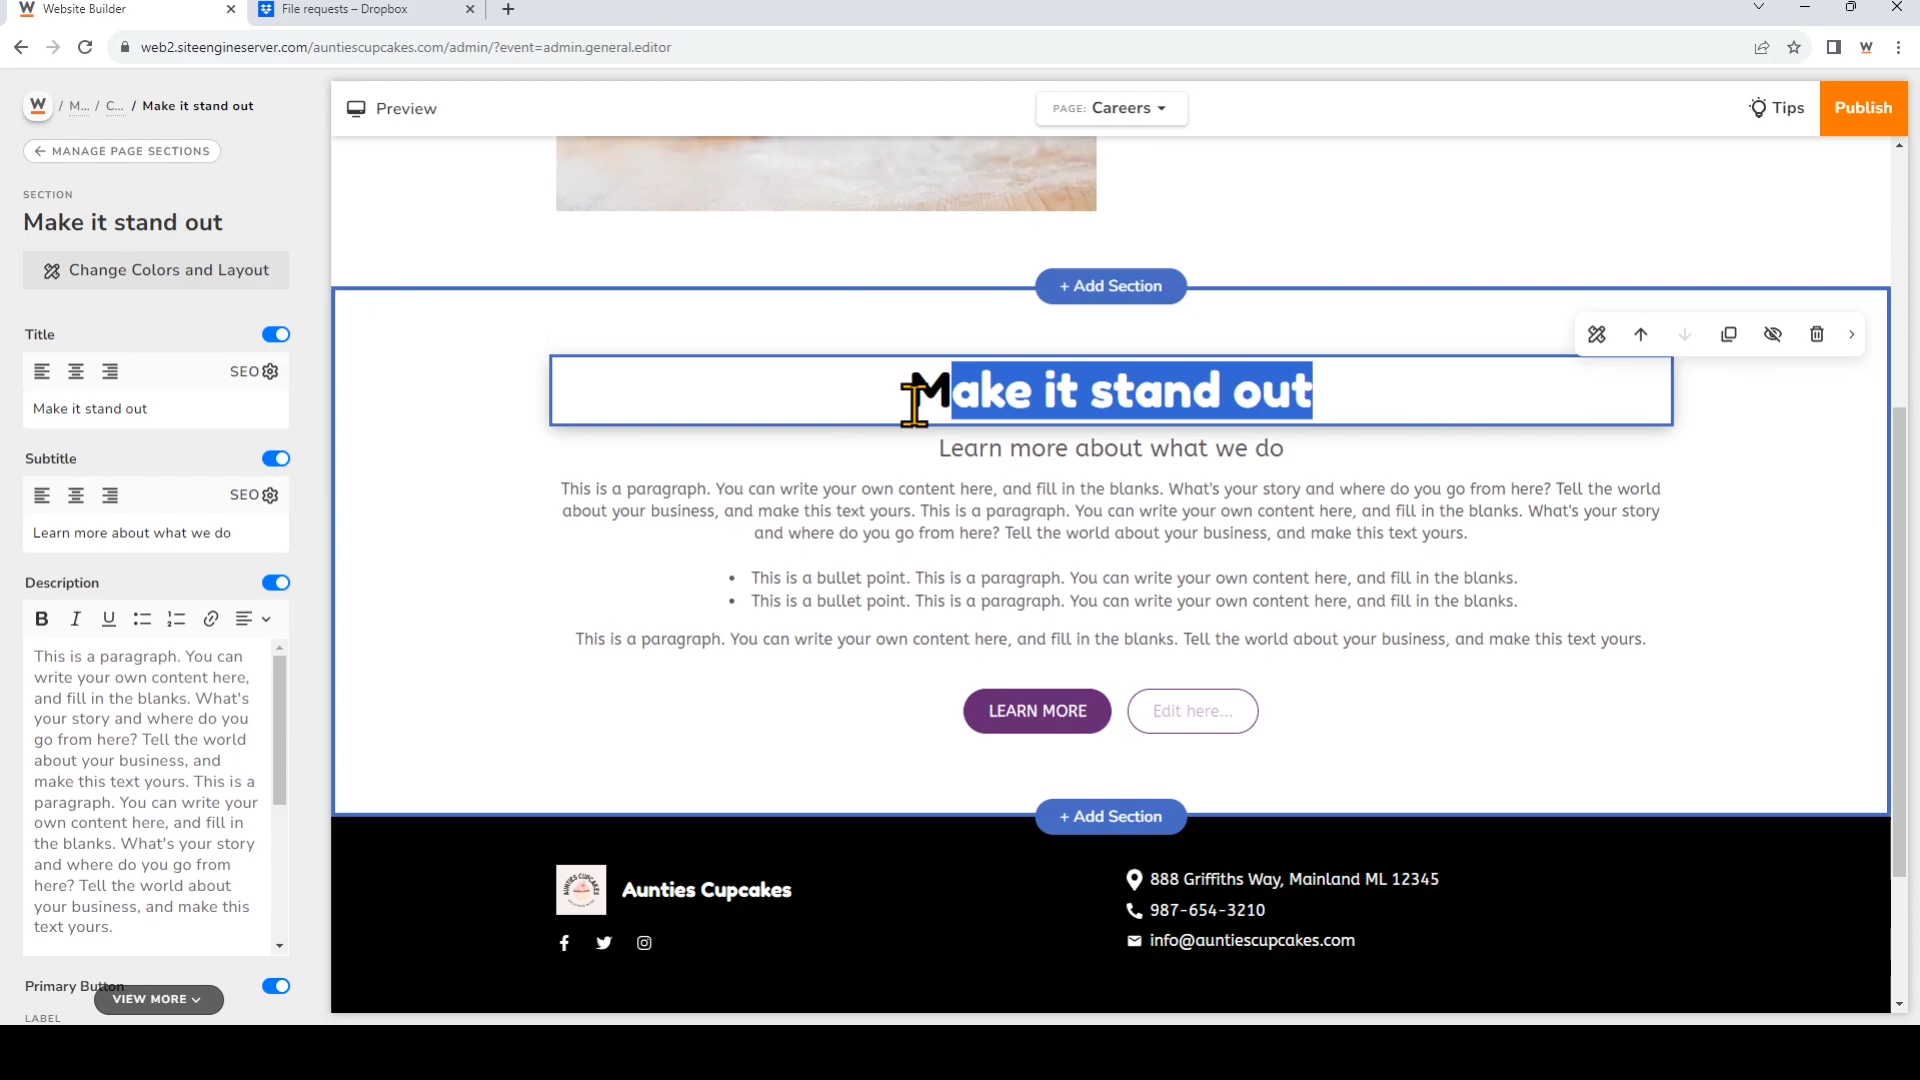 Website Builder
File requests – Dropbox
web2.siteengineserver.com/auntiescupcakes.com/admin/?event=admin.general.editor
W / M... / C... / Make it stand out
MANAGE PAGE SECTIONS
SECTION
Make it stand out
Change Colors and Layout
Title
SEO
Make it stand out
Subtitle
SEO
Learn more about what we do
Description
B I U
This is a paragraph. You can
write your own content here,
and fill in the blanks. What's
your story and where do you
go from here? Tell the world
about your business, and
make this text yours. This is a
paragraph. You can write your
own content here, and fill in
the blanks. What's your story
and where do you go from
here? Tell the world about
your business, and make this
text yours.
Primary Button
VIEW MORE
LABEL
Preview
PAGE: Careers
Tips
Publish
+ Add Section
Make it stand out
Learn more about what we do
This is a paragraph. You can write your own content here, and fill in the blanks. What's your story and where do you go from here? Tell the world
about your business, and make this text yours. This is a paragraph. You can write your own content here, and fill in the blanks. What's your story
and where do you go from here? Tell the world about your business, and make this text yours.
• This is a bullet point. This is a paragraph. You can write your own content here, and fill in the blanks.
• This is a bullet point. This is a paragraph. You can write your own content here, and fill in the blanks.
This is a paragraph. You can write your own content here, and fill in the blanks. Tell the world about your business, and make this text yours.
LEARN MORE
Edit here...
+ Add Section
AUNTIES CUPCAKES
Aunties Cupcakes
888 Griffiths Way, Mainland ML 12345
987-654-3210
info@auntiescupcakes.com